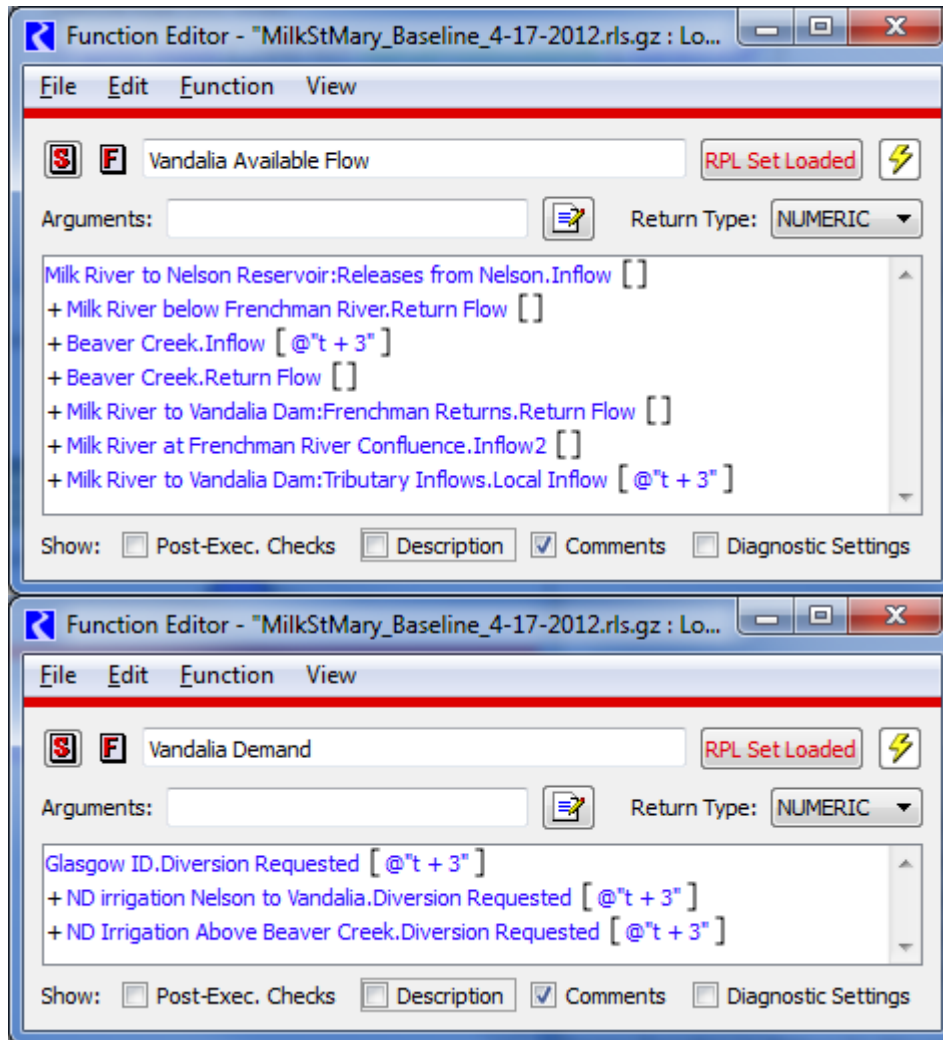 Function Editor - "MilkStMary_Baseline_4-17-2012.rls.gz : Lo...
File Edit Function View
S F Vandalia Available Flow RPL Set Loaded
Arguments: Return Type: NUMERIC
Milk River to Nelson Reservoir:Releases from Nelson.Inflow []
+ Milk River below Frenchman River.Return Flow []
+ Beaver Creek.Inflow [ @"t + 3" ]
+ Beaver Creek.Return Flow []
+ Milk River to Vandalia Dam:Frenchman Returns.Return Flow []
+ Milk River at Frenchman River Confluence.Inflow2 []
+ Milk River to Vandalia Dam:Tributary Inflows.Local Inflow [ @"t + 3" ]
Show: Post-Exec. Checks Description Comments Diagnostic Settings
Function Editor - "MilkStMary_Baseline_4-17-2012.rls.gz : Lo...
File Edit Function View
S F Vandalia Demand RPL Set Loaded
Arguments: Return Type: NUMERIC
Glasgow ID.Diversion Requested [ @"t + 3" ]
+ ND irrigation Nelson to Vandalia.Diversion Requested [ @"t + 3" ]
+ ND Irrigation Above Beaver Creek.Diversion Requested [ @"t + 3" ]
Show: Post-Exec. Checks Description Comments Diagnostic Settings